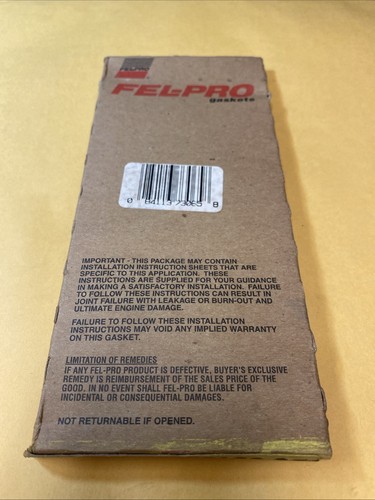 FEL-PRO
gaskets
0 84113 73065 8
IMPORTANT - THIS PACKAGE MAY CONTAIN
INSTALLATION INSTRUCTION SHEETS THAT ARE
SPECIFIC TO THIS APPLICATION. THESE
INSTRUCTIONS ARE SUPPLIED FOR YOUR GUIDANCE
IN MAKING A SATISFACTORY INSTALLATION. FAILURE
TO FOLLOW THESE INSTRUCTIONS CAN RESULT IN
JOINT FAILURE WITH LEAKAGE OR BURN-OUT AND
ULTIMATE ENGINE DAMAGE.
FAILURE TO FOLLOW THESE INSTALLATION
INSTRUCTIONS MAY VOID ANY IMPLIED WARRANTY
ON THIS GASKET.
LIMITATION OF REMEDIES
IF ANY FEL-PRO PRODUCT IS DEFECTIVE, BUYER'S EXCLUSIVE
REMEDY IS REIMBURSEMENT OF THE SALES PRICE OF THE
GOOD. IN NO EVENT SHALL FEL-PRO BE LIABLE FOR
INCIDENTAL OR CONSEQUENTIAL DAMAGES.
NOT RETURNABLE IF OPENED.